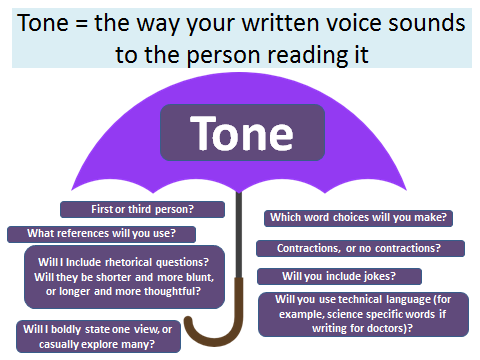 Tone = the way your written voice sounds
to the person reading it
Tone
First or third person?
What references will you use?
Will I Include rhetorical questions?
Will they be shorter and more blunt,
or longer and more thoughtful?
Will I boldly state one view, or
casually explore many?
Which word choices will you make?
Contractions, or no contractions?
Will you include jokes?
Will you use technical language (for
example, science specific words if
writing for doctors)?